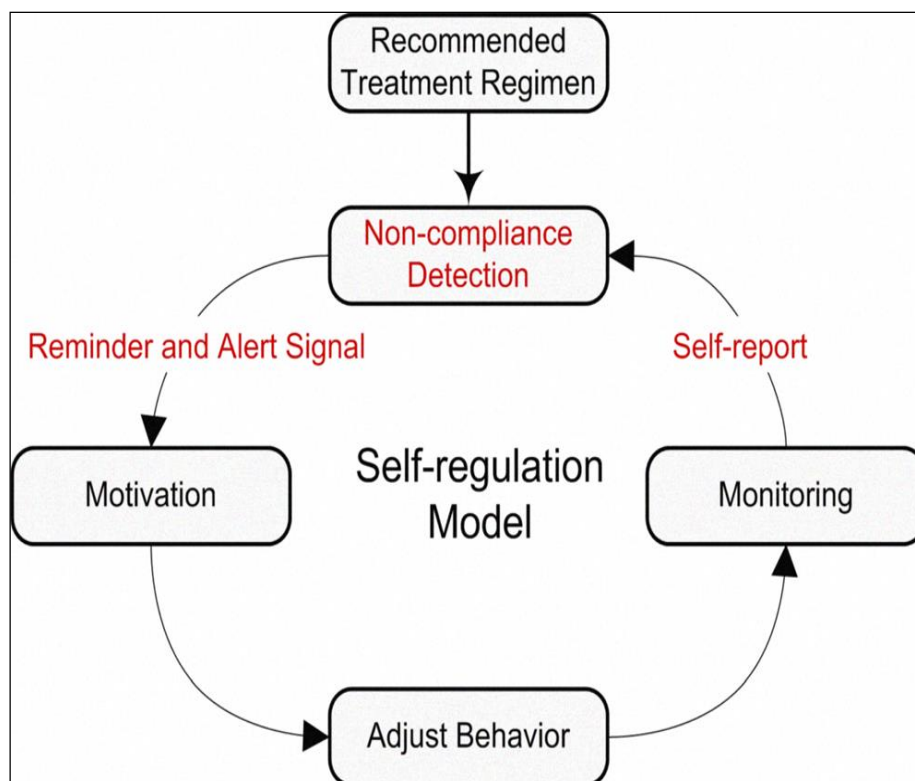 Recommended
Treatment Regimen
Non-compliance
Detection
Reminder and Alert Signal
Self-report
Motivation
Self-regulation
Model
Monitoring
Adjust Behavior